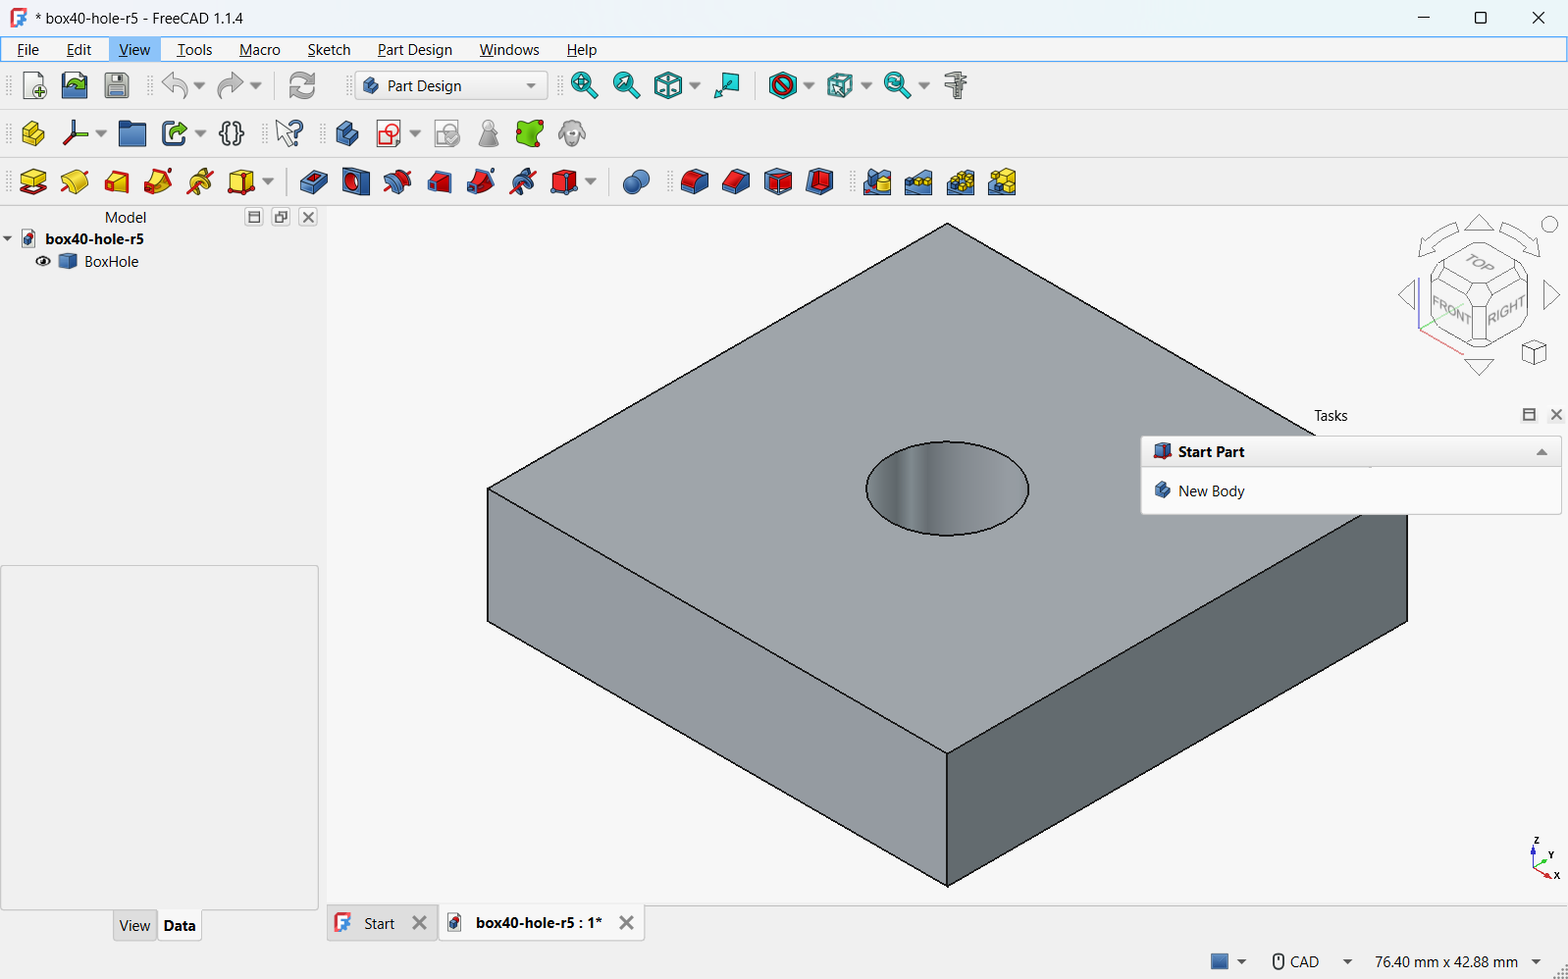 * box40-hole-r5 - FreeCAD 1.1.4
File Edit View Tools Macro Sketch Part Design Windows Help
Part Design
Model
box40-hole-r5
BoxHole
TOP
FRONT
RIGHT
Tasks
Start Part
New Body
Z
Y
X
View Data
Start
box40-hole-r5 : 1*
CAD
76.40 mm x 42.88 mm